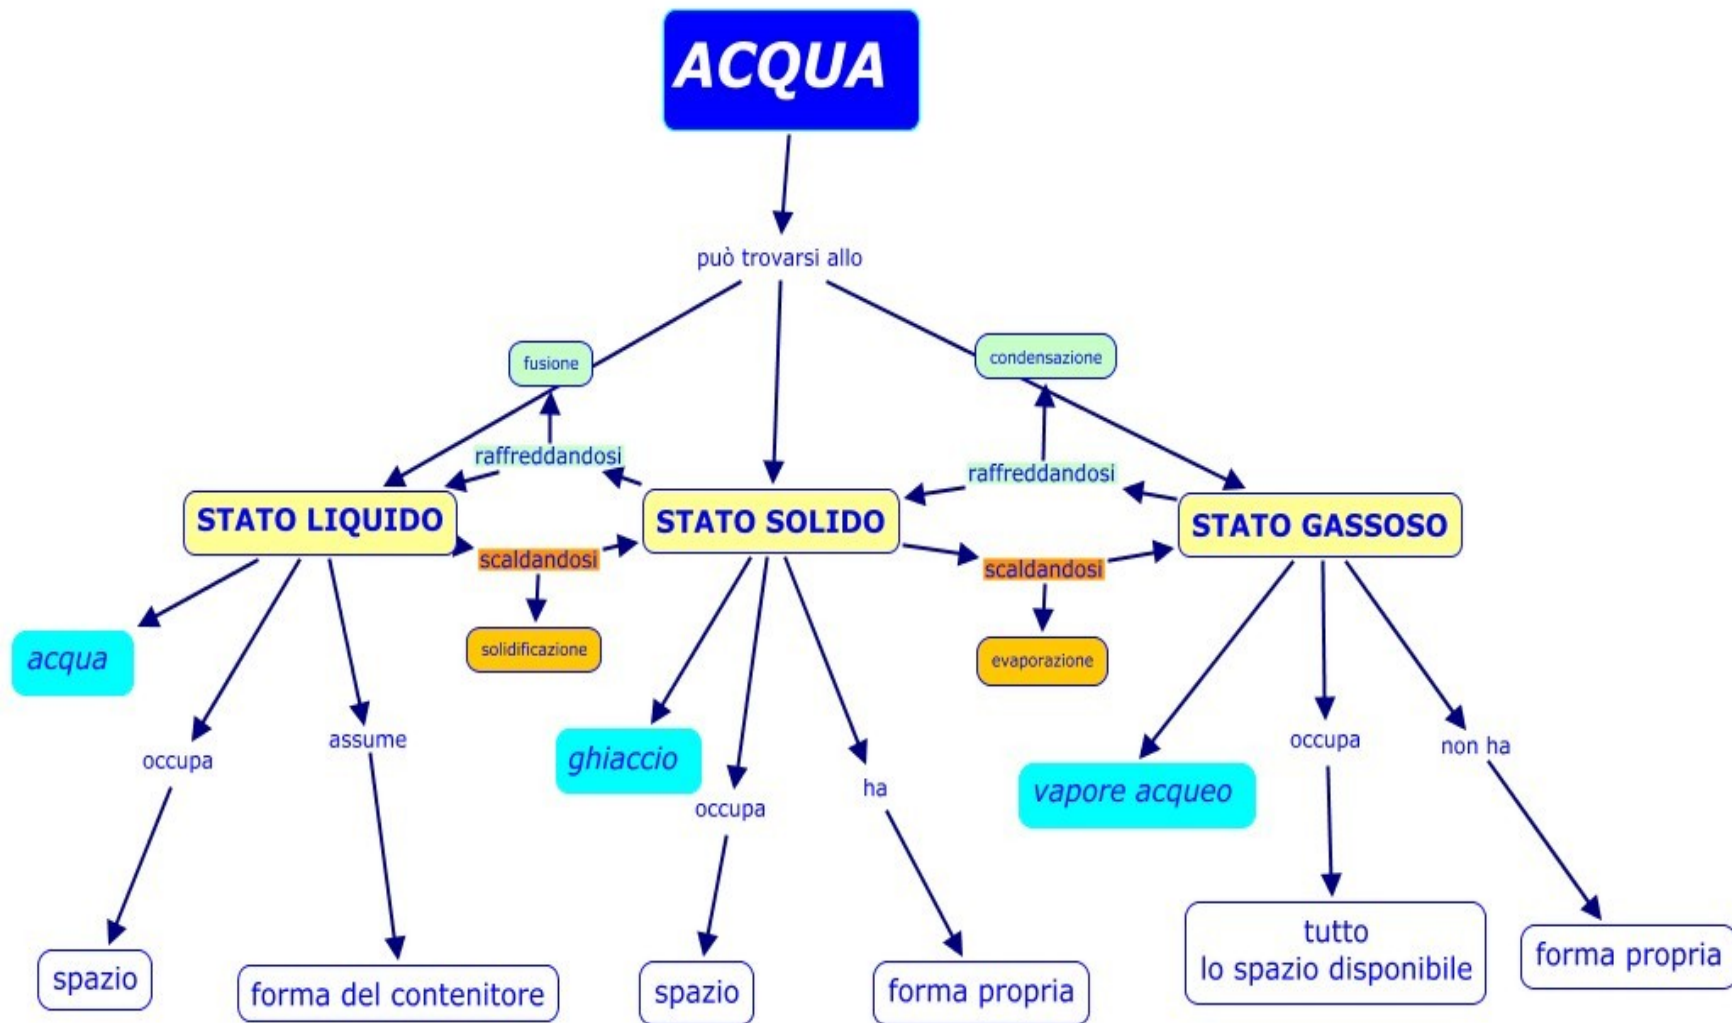 ACQUA
può trovarsi allo
fusione
condensazione
raffreddandosi
raffreddandosi
STATO LIQUIDO
STATO SOLIDO
STATO GASSOSO
scaldandosi
scaldandosi
solidificazione
evaporazione
acqua
occupa
assume
ghiaccio
occupa
ha
vapore acqueo
occupa
non ha
spazio
forma del contenitore
spazio
forma propria
tutto
lo spazio disponibile
forma propria